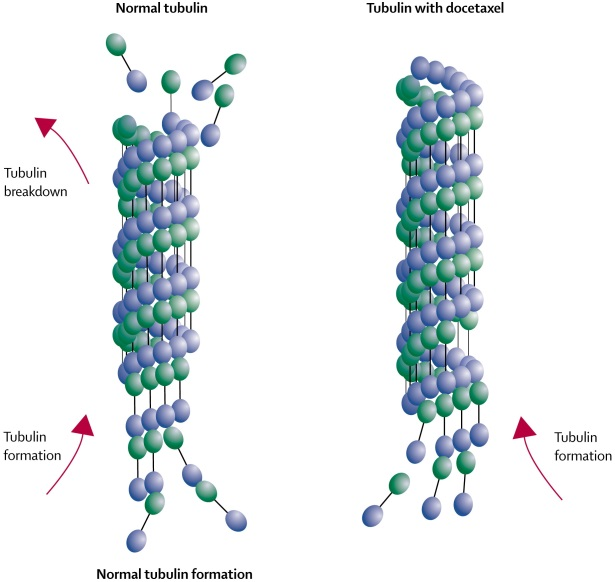 Normal tubulin
Tubulin with docetaxel
Tubulin
breakdown
Tubulin
formation
Tubulin
formation
Normal tubulin formation